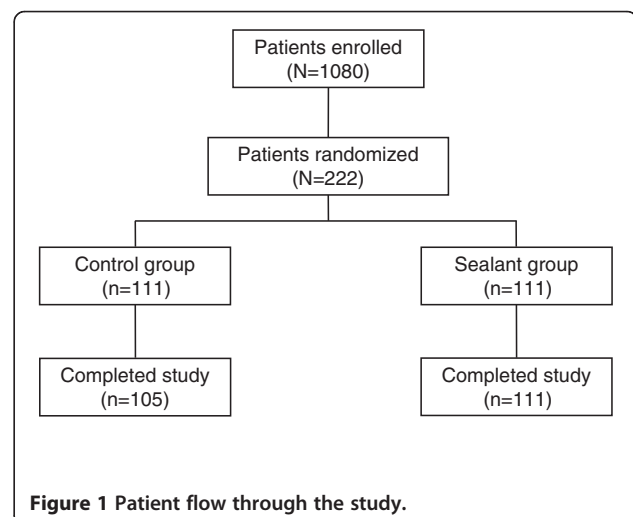 Patients enrolled
(N=1080)
Patients randomized
(N=222)
Control group
(n=111)
Sealant group
(n=111)
Completed study
(n=105)
Completed study
(n=111)
Figure 1 Patient flow through the study.